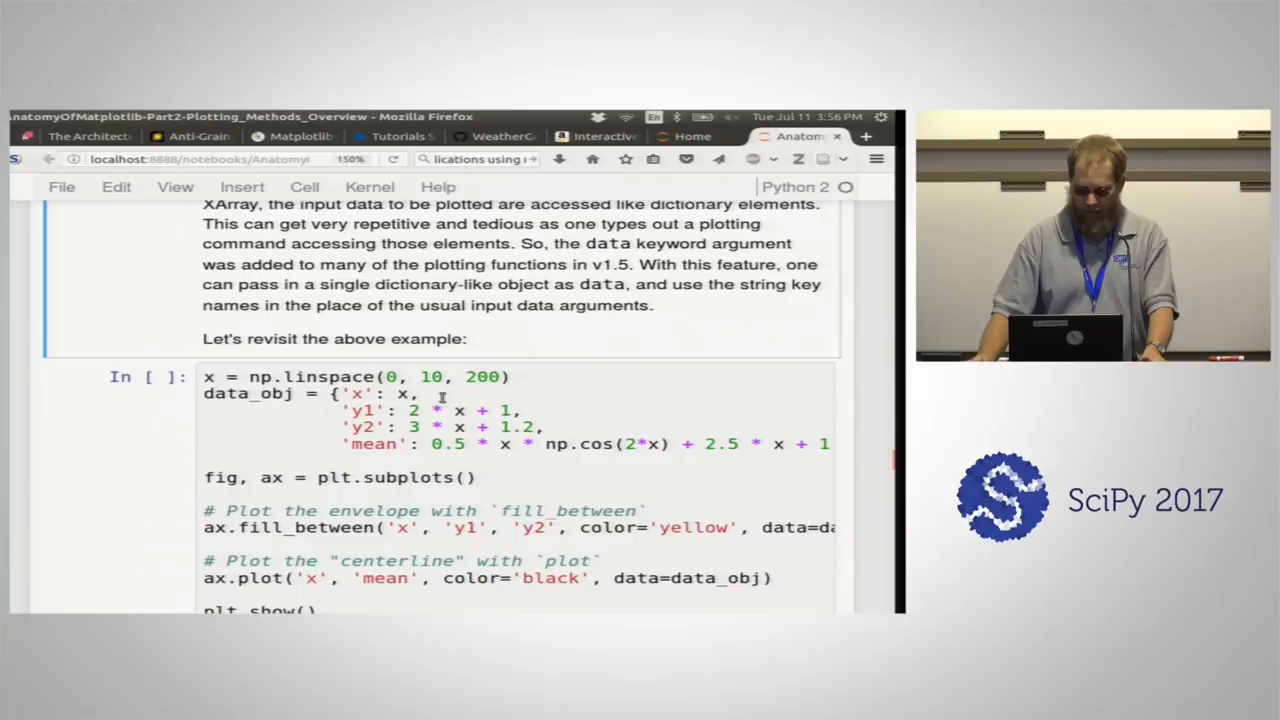 AnatomyOfMatplotlib-Part2-Plotting_Methods_Overview - Mozilla Firefox
En
Tue Jul 11 3:56 PM
The Architect
Anti-Grain
Matplotlib
Tutorials S
WeatherG
Interactive
Home
Anatom
localhost:8888/notebooks/Anatomy
150%
lications using
File Edit View Insert Cell Kernel Help
Python 2
XArray, the input data to be plotted are accessed like dictionary elements.
This can get very repetitive and tedious as one types out a plotting
command accessing those elements. So, the data keyword argument
was added to many of the plotting functions in v1.5. With this feature, one
can pass in a single dictionary-like object as data, and use the string key
names in the place of the usual input data arguments.
Let's revisit the above example:
In [ ]: x = np.linspace(0, 10, 200)
data_obj = {'x': x,
'y1': 2 * x + 1,
'y2': 3 * x + 1.2,
'mean': 0.5 * x * np.cos(2*x) + 2.5 * x + 1
fig, ax = plt.subplots()
# Plot the envelope with `fill_between`
ax.fill_between('x', 'y1', 'y2', color='yellow', data=da
# Plot the "centerline" with `plot`
ax.plot('x', 'mean', color='black', data=data_obj)
plt.show()
S
SciPy 2017